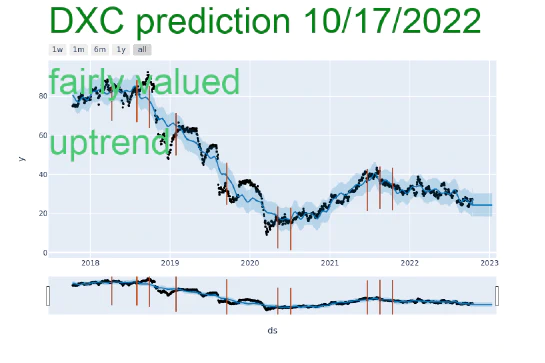 DXC prediction 10/17/2022
1w 1m 6m 1y all
fairly valued
uptrend
80
60
40
20
0
y
2018 2019 2020 2021 2022 2023
ds